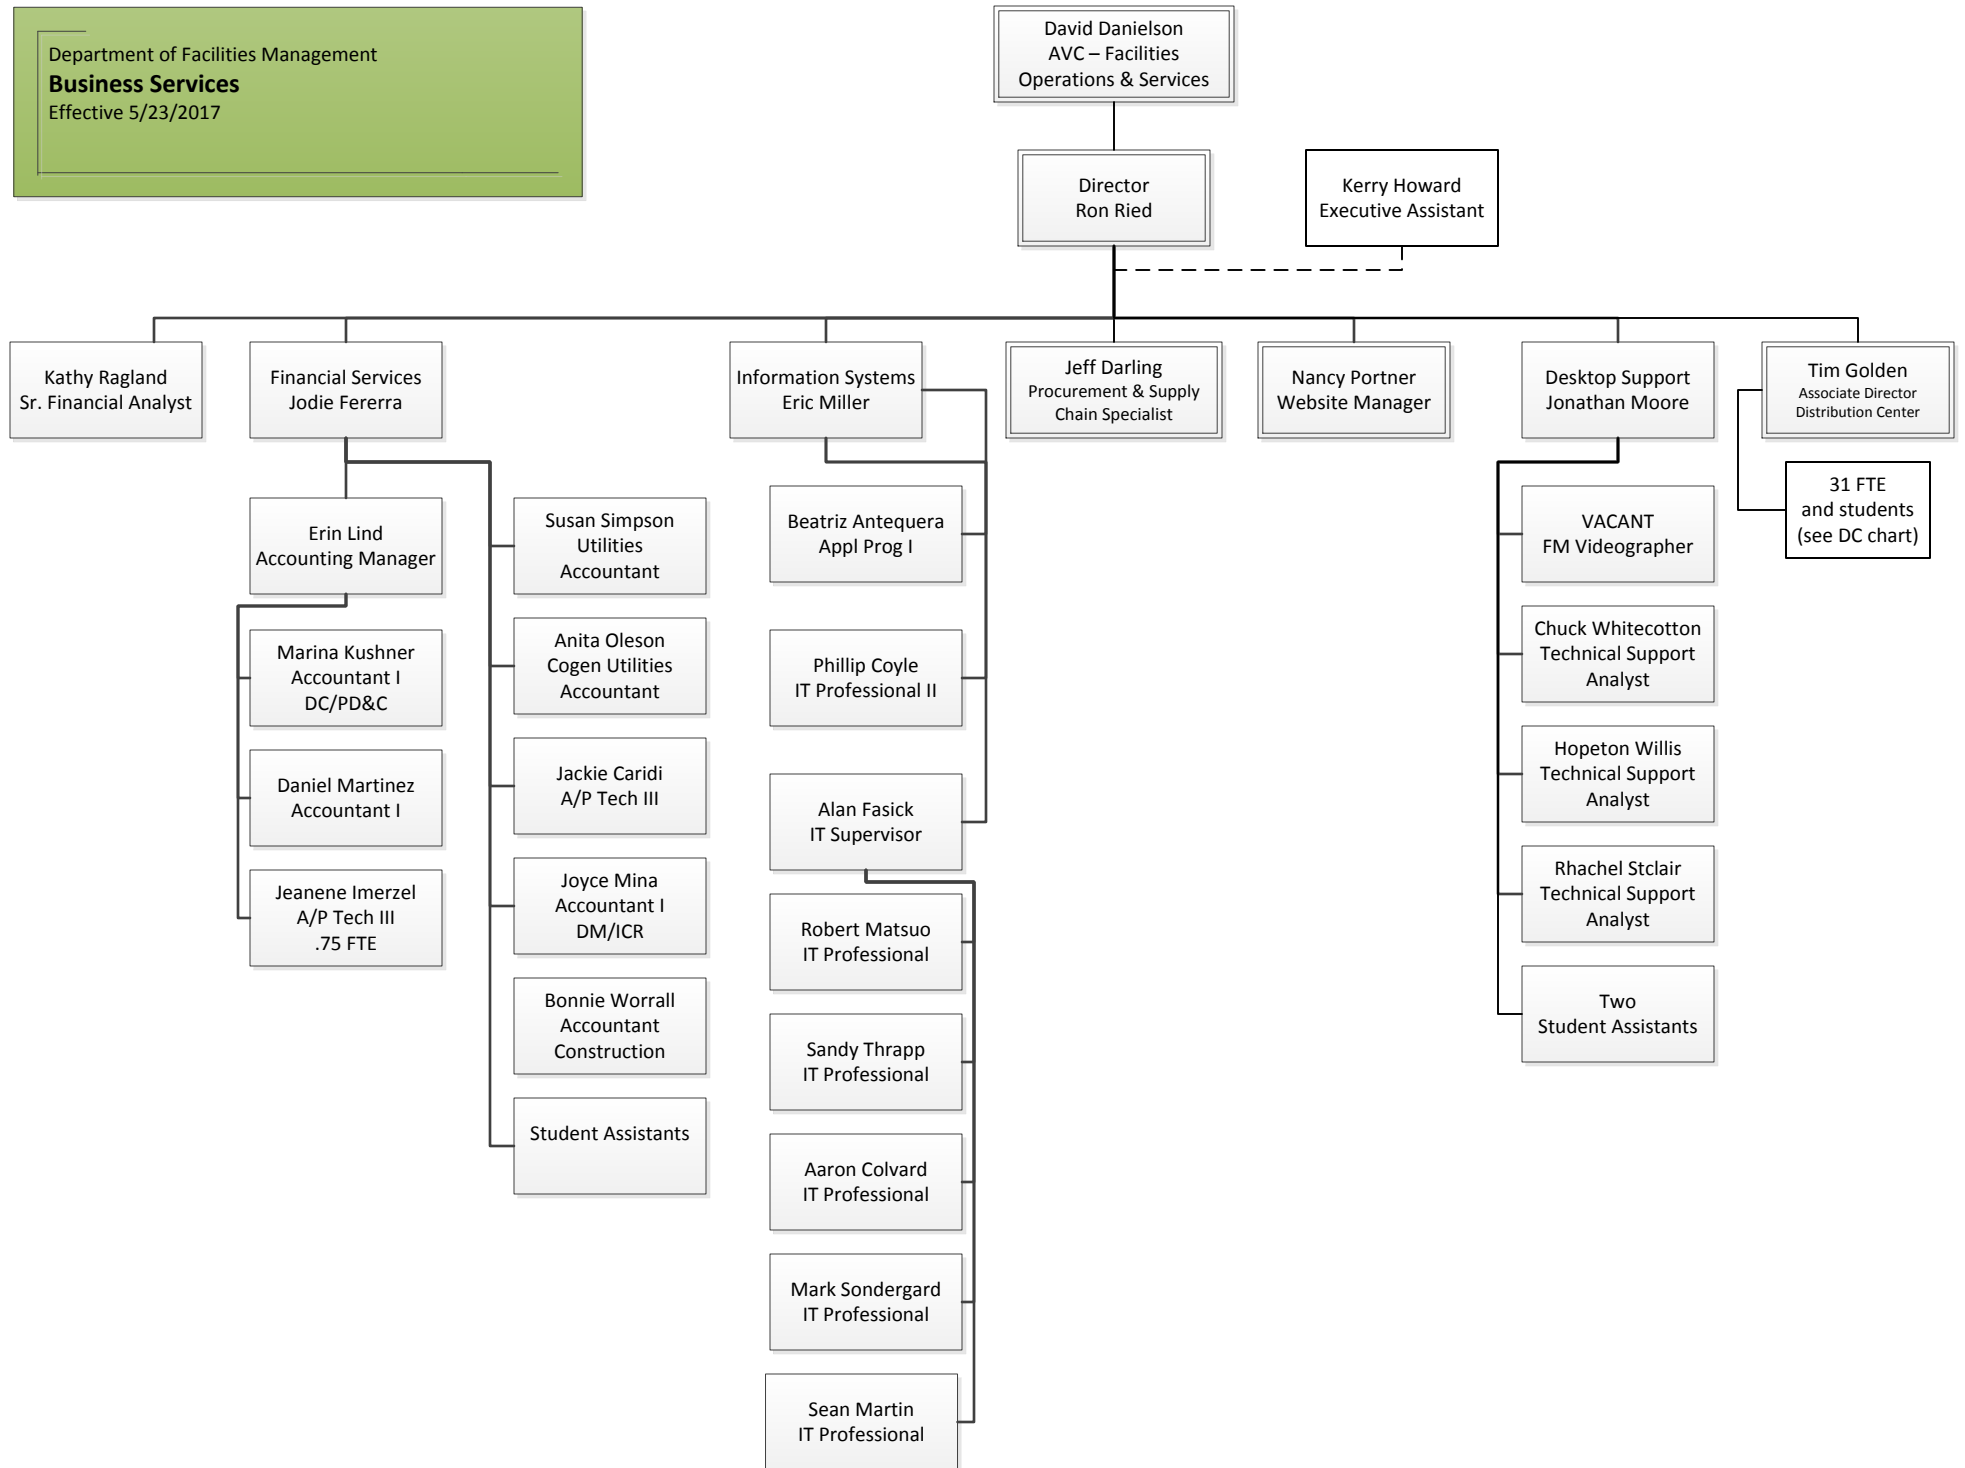 Department of Facilities Management
Business Services
Effective 5/23/2017
David Danielson
AVC – Facilities
Operations & Services
Director
Ron Ried
Kerry Howard
Executive Assistant
Kathy Ragland
Sr. Financial Analyst
Financial Services
Jodie Fererra
Information Systems
Eric Miller
Jeff Darling
Procurement & Supply
Chain Specialist
Nancy Portner
Website Manager
Desktop Support
Jonathan Moore
Tim Golden
Associate Director
Distribution Center
31 FTE
and students
(see DC chart)
Erin Lind
Accounting Manager
Marina Kushner
Accountant I
DC/PD&C
Daniel Martinez
Accountant I
Jeanene Imerzel
A/P Tech III
.75 FTE
Susan Simpson
Utilities
Accountant
Anita Oleson
Cogen Utilities
Accountant
Jackie Caridi
A/P Tech III
Joyce Mina
Accountant I
DM/ICR
Bonnie Worrall
Accountant
Construction
Student Assistants
Beatriz Antequera
Appl Prog I
Phillip Coyle
IT Professional II
Alan Fasick
IT Supervisor
Robert Matsuo
IT Professional
Sandy Thrapp
IT Professional
Aaron Colvard
IT Professional
Mark Sondergard
IT Professional
Sean Martin
IT Professional
VACANT
FM Videographer
Chuck Whitecotton
Technical Support
Analyst
Hopeton Willis
Technical Support
Analyst
Rhachel Stclair
Technical Support
Analyst
Two
Student Assistants